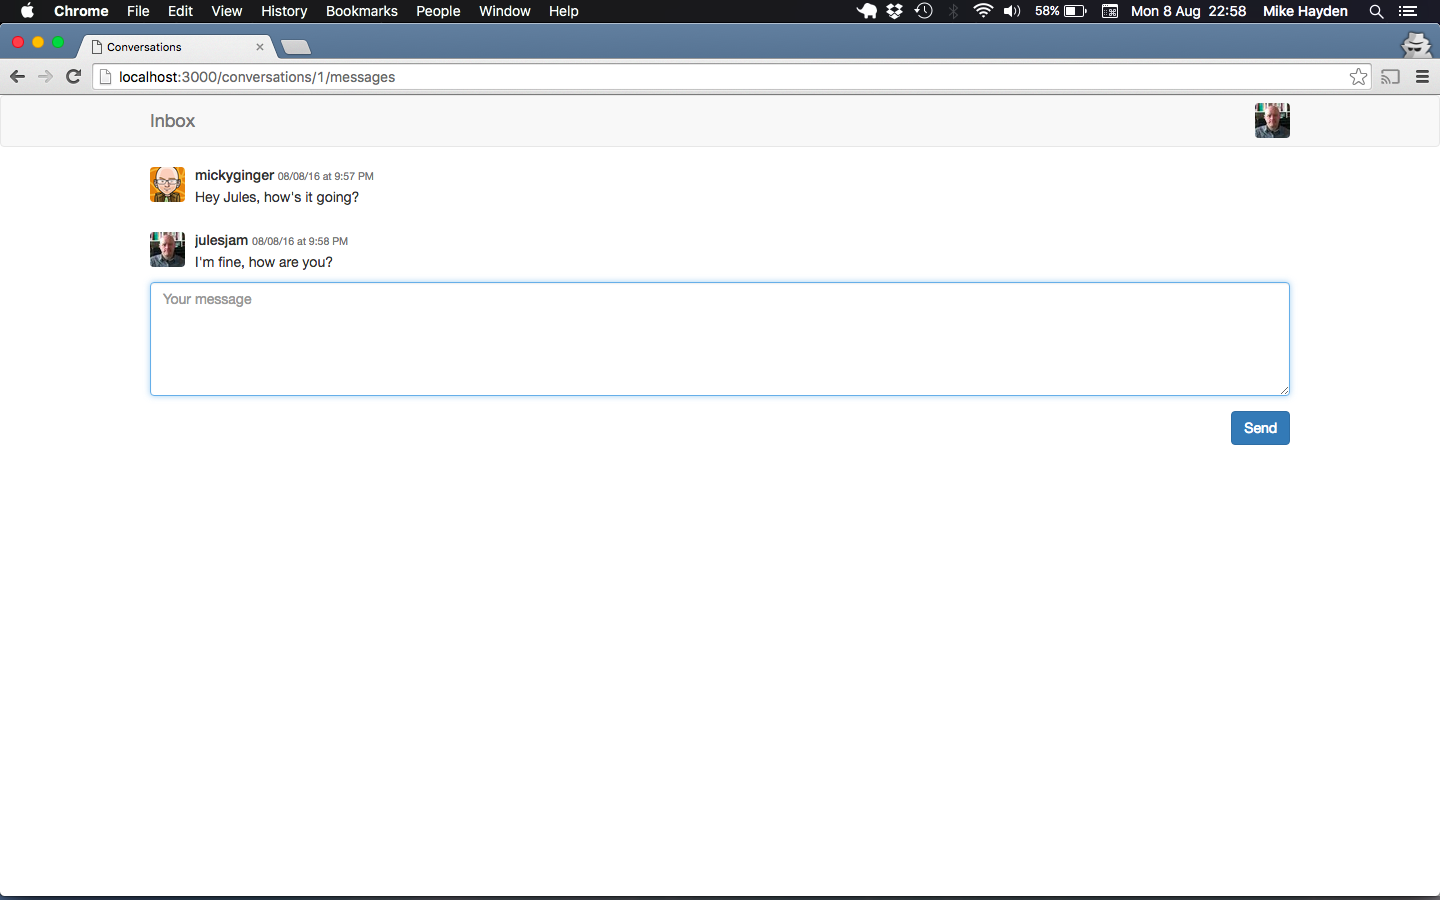 Chrome File Edit View History Bookmarks People Window Help 58% Mon 8 Aug 22:58 Mike Hayden
Conversations
localhost:3000/conversations/1/messages
Inbox
mickyginger 08/08/16 at 9:57 PM
Hey Jules, how's it going?
julesjam 08/08/16 at 9:58 PM
I'm fine, how are you?
Your message
Send